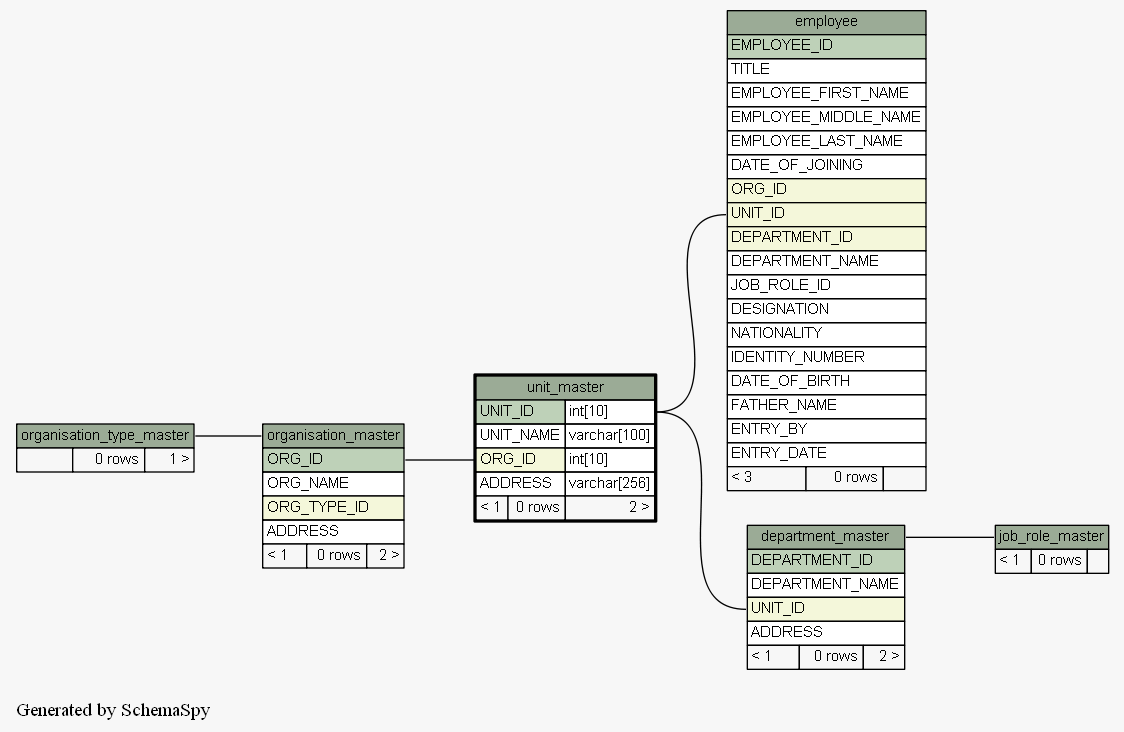 employee
EMPLOYEE_ID
TITLE
EMPLOYEE_FIRST_NAME
EMPLOYEE_MIDDLE_NAME
EMPLOYEE_LAST_NAME
DATE_OF_JOINING
ORG_ID
UNIT_ID
DEPARTMENT_ID
DEPARTMENT_NAME
JOB_ROLE_ID
DESIGNATION
NATIONALITY
IDENTITY_NUMBER
DATE_OF_BIRTH
FATHER_NAME
ENTRY_BY
ENTRY_DATE
< 3 0 rows
organisation_type_master
0 rows 1 >
organisation_master
ORG_ID
ORG_NAME
ORG_TYPE_ID
ADDRESS
< 1 0 rows 2 >
unit_master
UNIT_ID int[10]
UNIT_NAME varchar[100]
ORG_ID int[10]
ADDRESS varchar[256]
< 1 0 rows 2 >
department_master
DEPARTMENT_ID
DEPARTMENT_NAME
UNIT_ID
ADDRESS
< 1 0 rows 2 >
job_role_master
< 1 0 rows
Generated by SchemaSpy